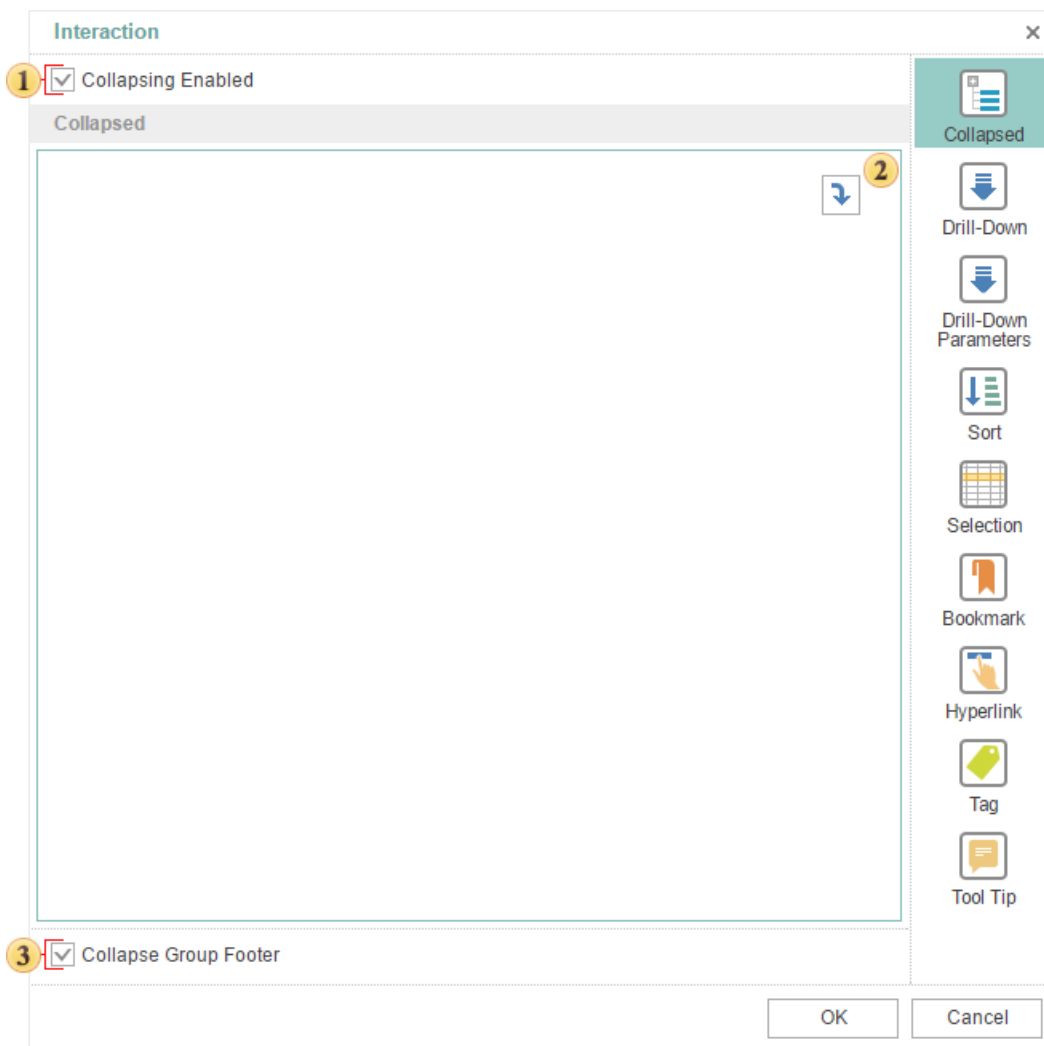 Interaction
1
Collapsing Enabled
Collapsed
2
3
Collapse Group Footer
Collapsed
Drill-Down
Drill-Down
Parameters
Sort
Selection
Bookmark
Hyperlink
Tag
Tool Tip
OK
Cancel